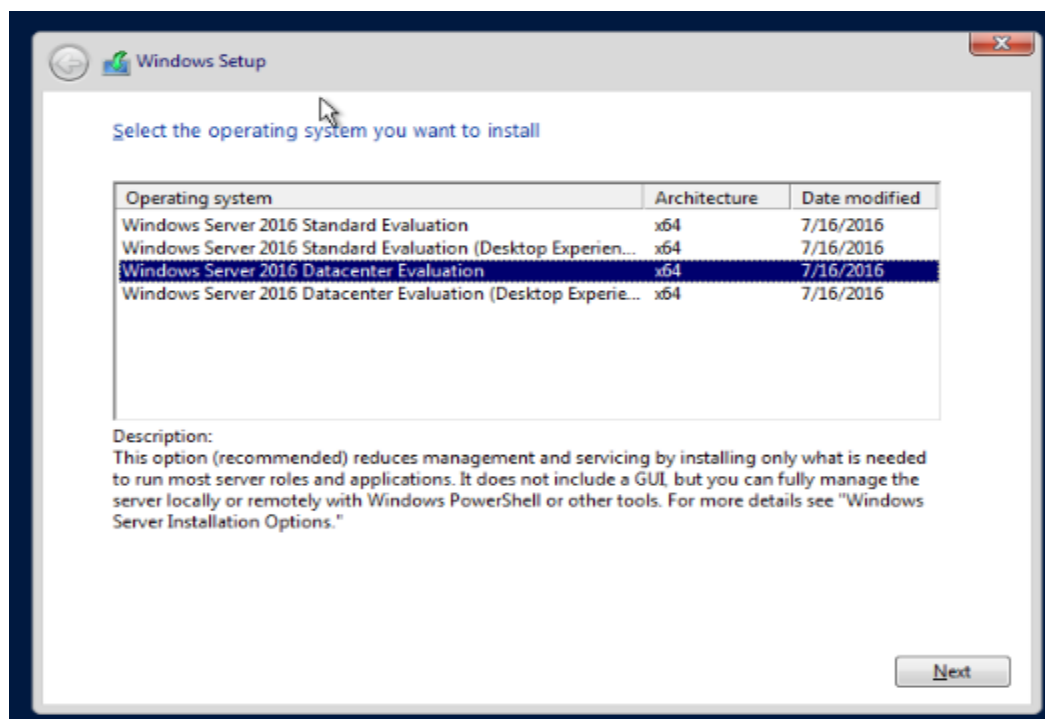 Windows Setup
Select the operating system you want to install
Operating system Architecture Date modified
Windows Server 2016 Standard Evaluation x64 7/16/2016
Windows Server 2016 Standard Evaluation (Desktop Experien... x64 7/16/2016
Windows Server 2016 Datacenter Evaluation x64 7/16/2016
Windows Server 2016 Datacenter Evaluation (Desktop Experie... x64 7/16/2016
Description:
This option (recommended) reduces management and servicing by installing only what is needed
to run most server roles and applications. It does not include a GUI, but you can fully manage the
server locally or remotely with Windows PowerShell or other tools. For more details see "Windows
Server Installation Options."
Next